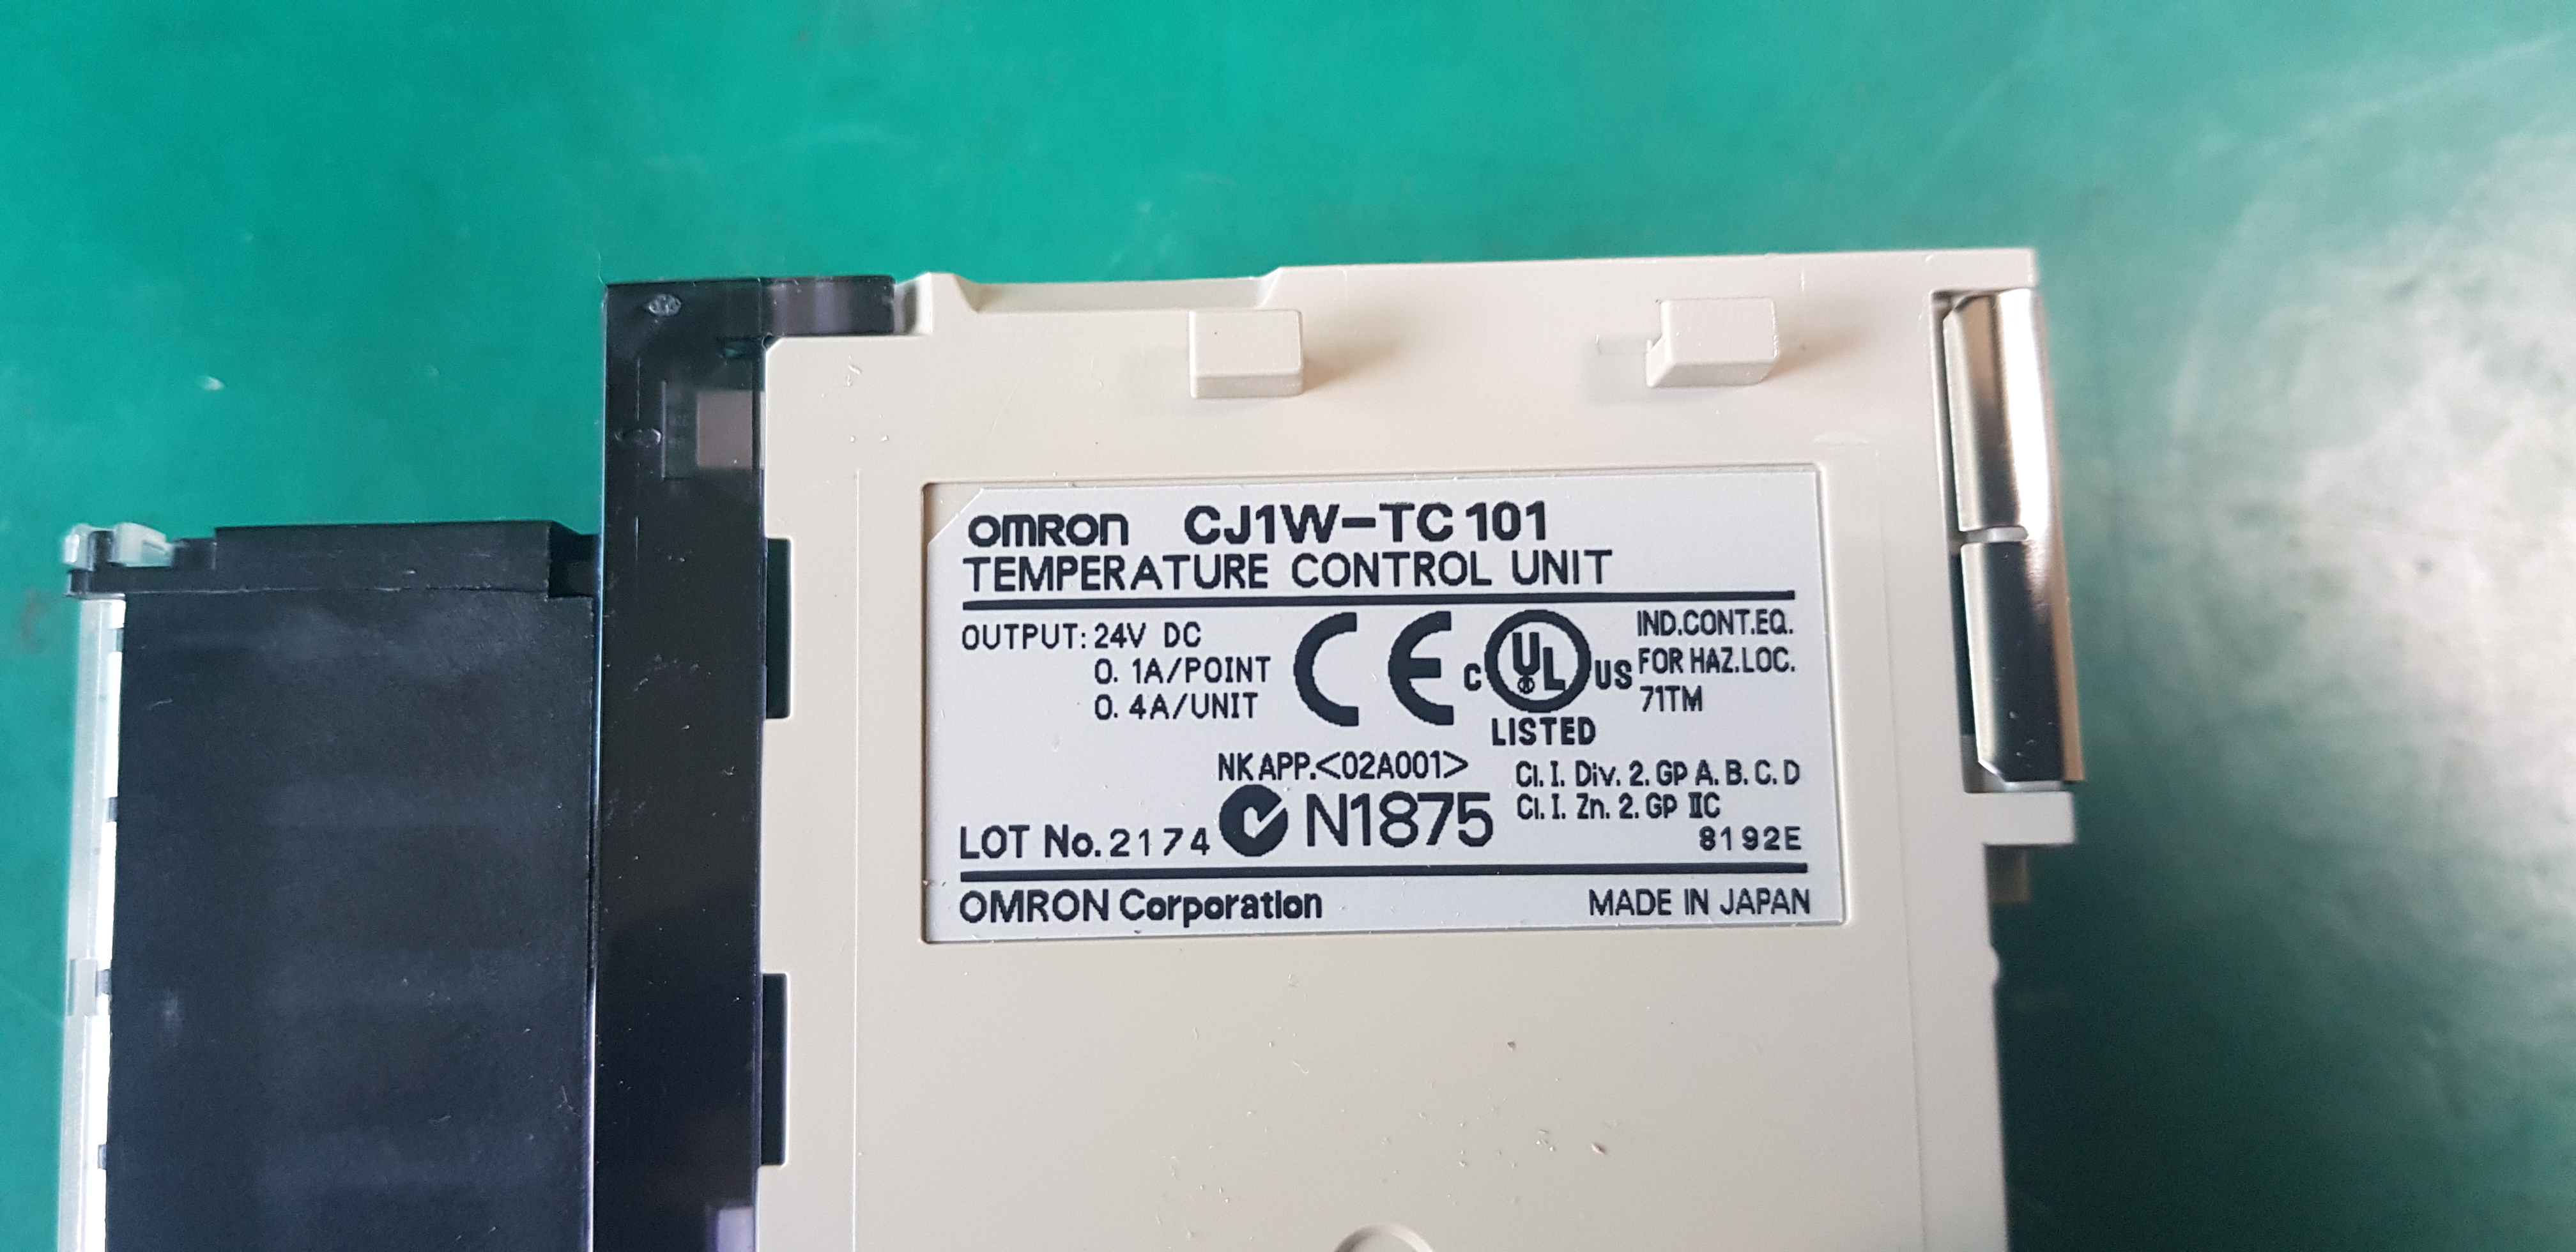 OMRON CJ1W-TC101
TEMPERATURE CONTROL UNIT
OUTPUT: 24V DC
0. 1A/POINT
0. 4A/UNIT
CE
C UL US
LISTED
IND.CONT.EQ.
FOR HAZ.LOC.
71TM
NK APP.<02A001>
Cl. I. Div. 2. GP A. B. C. D
Cl. I. Zn. 2. GP IIC
LOT No. 2174
N1875
8192E
OMRON Corporation
MADE IN JAPAN